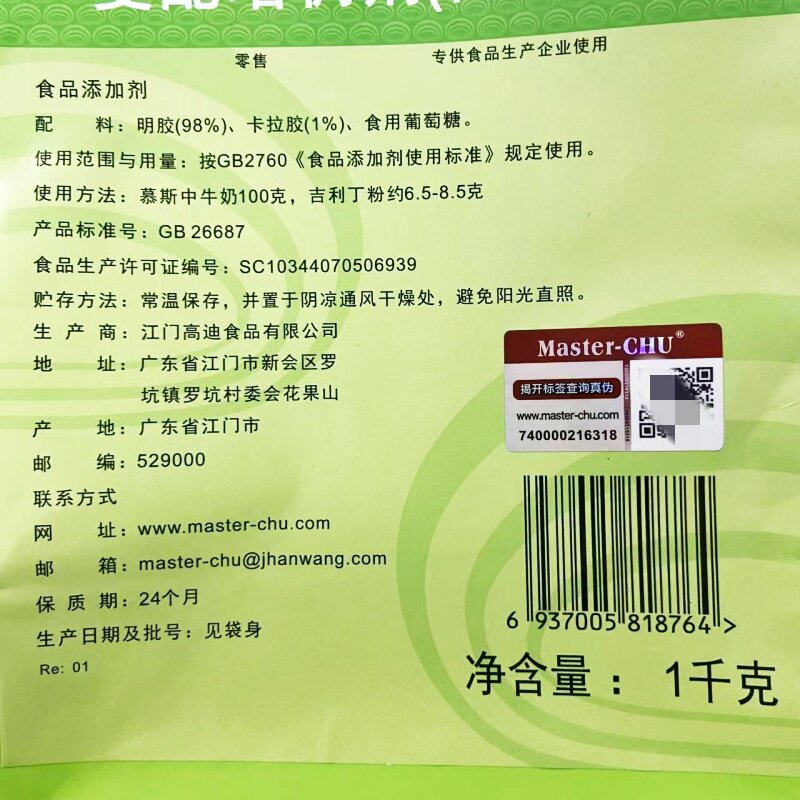 零售
专供食品生产企业使用
食品添加剂
配 料：明胶(98%)、卡拉胶(1%)、食用葡萄糖。
使用范围与用量：按GB2760《食品添加剂使用标准》规定使用。
使用方法：慕斯中牛奶100克，吉利丁粉约6.5-8.5克
产品标准号：GB 26687
食品生产许可证编号：SC10344070506939
贮存方法：常温保存，并置于阴凉通风干燥处，避免阳光直照。
生 产 商：江门高迪食品有限公司
地 址：广东省江门市新会区罗
坑镇罗坑村委会花果山
产 地：广东省江门市
邮 编：529000
联系方式
网 址：www.master-chu.com
邮 箱：master-chu@jhanwang.com
保 质 期：24个月
生产日期及批号：见袋身
Re: 01
Master-CHU®
揭开标签查询真伪
www.master-chu.com
740000216318
6 937005 818764 >
净含量： 1千克